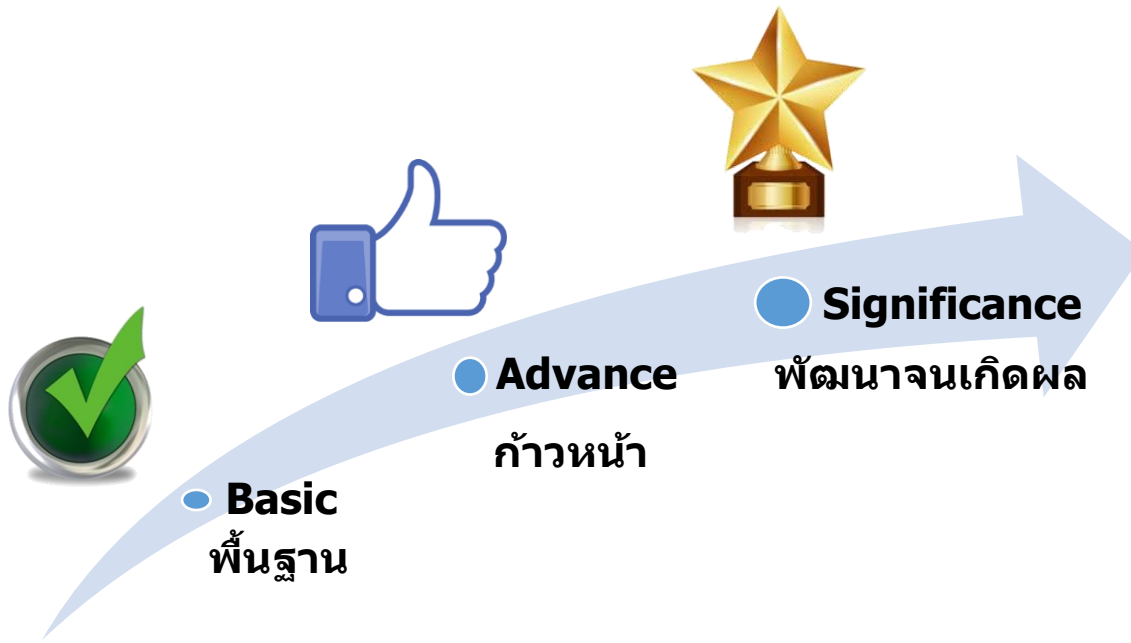 Significance
พัฒนาจนเกิดผล
Advance
ก้าวหน้า
Basic
พื้นฐาน